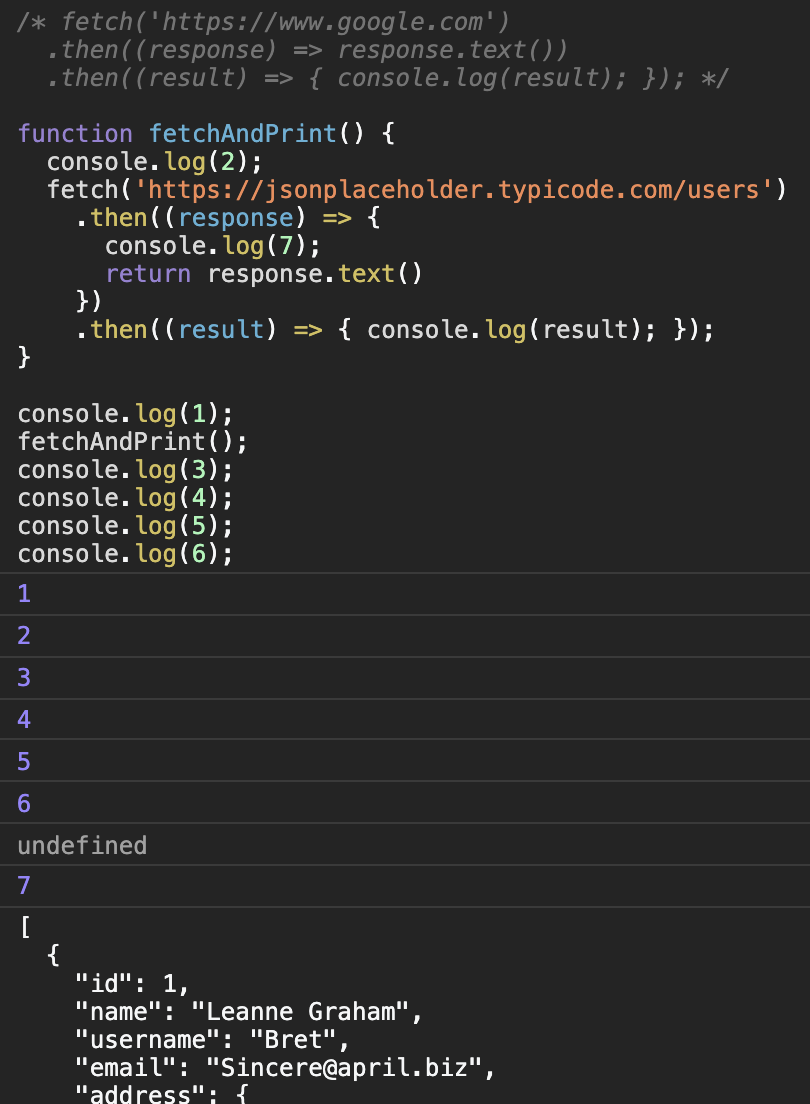 /* fetch('https://www.google.com')
  .then((response) => response.text())
  .then((result) => { console.log(result); }); */

function fetchAndPrint() {
  console.log(2);
  fetch('https://jsonplaceholder.typicode.com/users')
    .then((response) => {
      console.log(7);
      return response.text()
    })
    .then((result) => { console.log(result); });
}

console.log(1);
fetchAndPrint();
console.log(3);
console.log(4);
console.log(5);
console.log(6);
1
2
3
4
5
6
undefined
7
[
  {
    "id": 1,
    "name": "Leanne Graham",
    "username": "Bret",
    "email": "Sincere@april.biz",
    "address": {